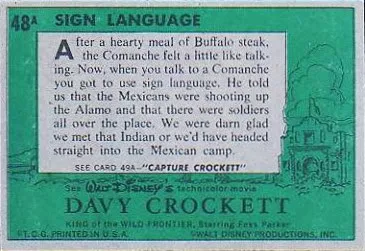 48A SIGN LANGUAGE
After a hearty meal of Buffalo steak,
the Comanche felt a little like talk-
ing. Now, when you talk to a Comanche
you got to use sign language. He told
us that the Mexicans were shooting up
the Alamo and that there were soldiers
all over the place. We were darn glad
we met that Indian or we'd have headed
straight into the Mexican camp.
SEE CARD 49A—"CAPTURE CROCKETT"
See Walt Disney's technicolor movie
DAVY CROCKETT
KING of the WILD FRONTIER, Starring Fess Parker
©T.C.G. PRINTED IN U.S.A. ©WALT DISNEY PRODUCTIONS, INC.